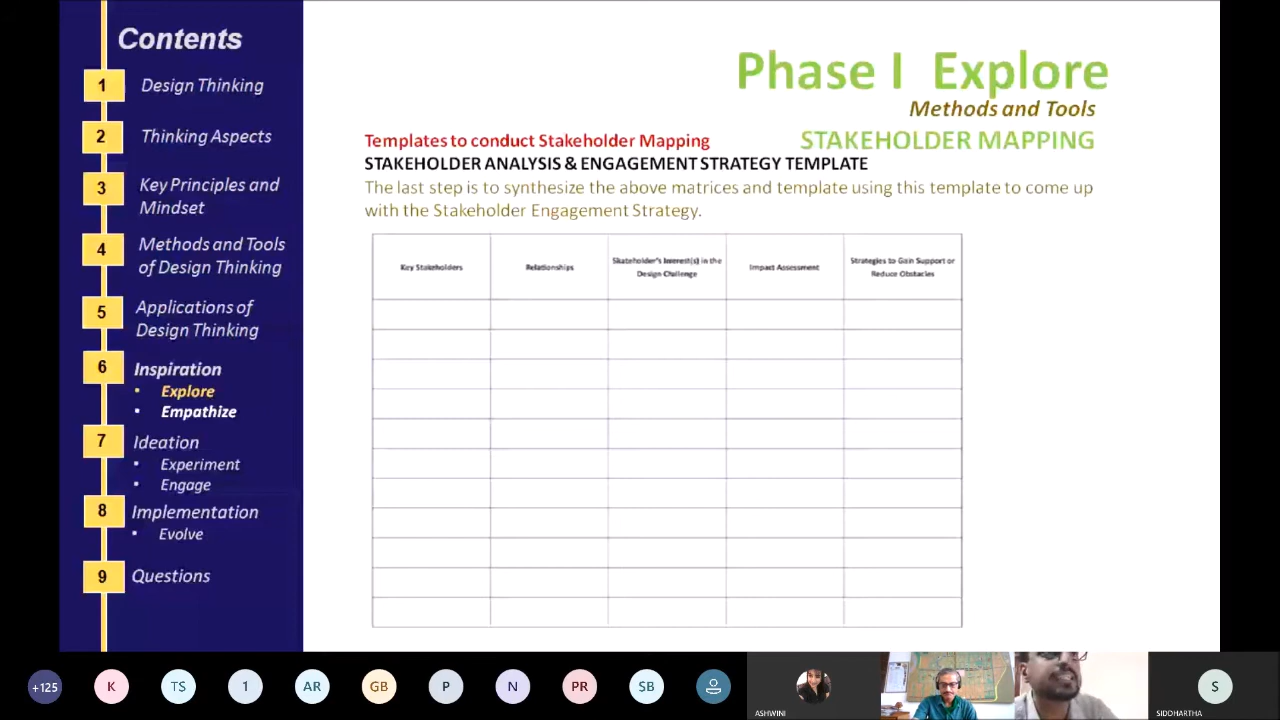 Contents
1
Design Thinking
2
Thinking Aspects
3
Key Principles and
Mindset
4
Methods and Tools
of Design Thinking
5
Applications of
Design Thinking
6
Inspiration
• Explore
• Empathize
7
Ideation
• Experiment
• Engage
8
Implementation
• Evolve
9
Questions
Phase I Explore
Methods and Tools
STAKEHOLDER MAPPING
Templates to conduct Stakeholder Mapping
STAKEHOLDER ANALYSIS & ENGAGEMENT STRATEGY TEMPLATE
The last step is to synthesize the above matrices and template using this template to come up
with the Stakeholder Engagement Strategy.
Key Stakeholders
Relationships
Skateholder's Interest(s) in the
Design Challenge
Impact Assessment
Strategies to Gain Support or
Reduce Obstacles
+125
K
TS
1
AR
GB
P
N
PR
SB
ASHWINI
S
SIDDHARTHA